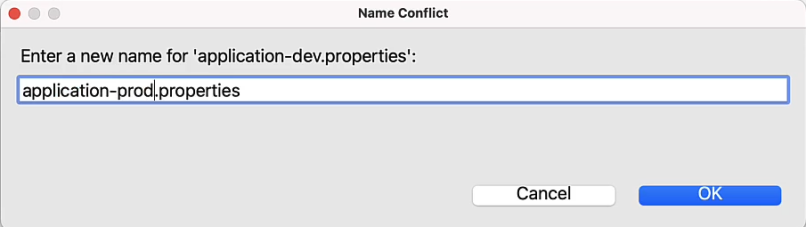 Name Conflict
Enter a new name for 'application-dev.properties':
application-prod.properties
Cancel
OK